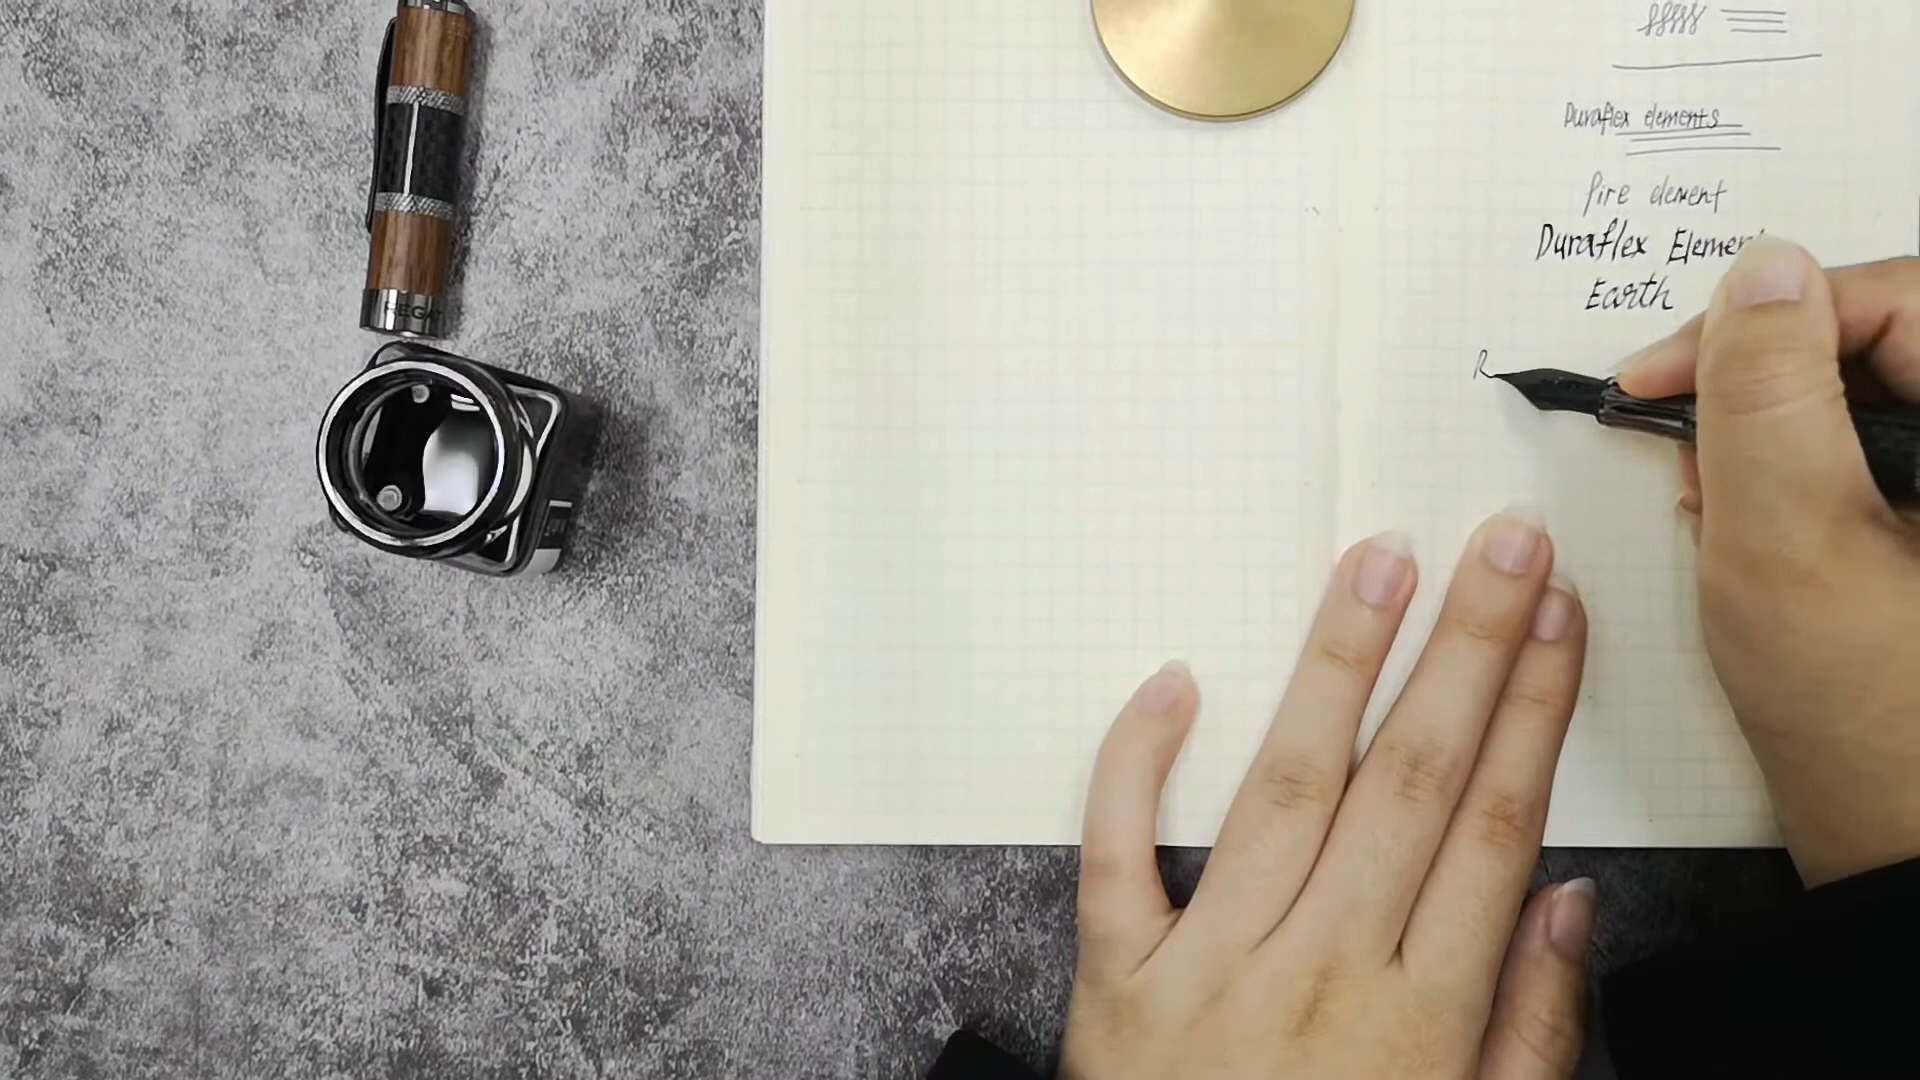 Duraflex elements
fire element
Duraflex Element
Earth
R